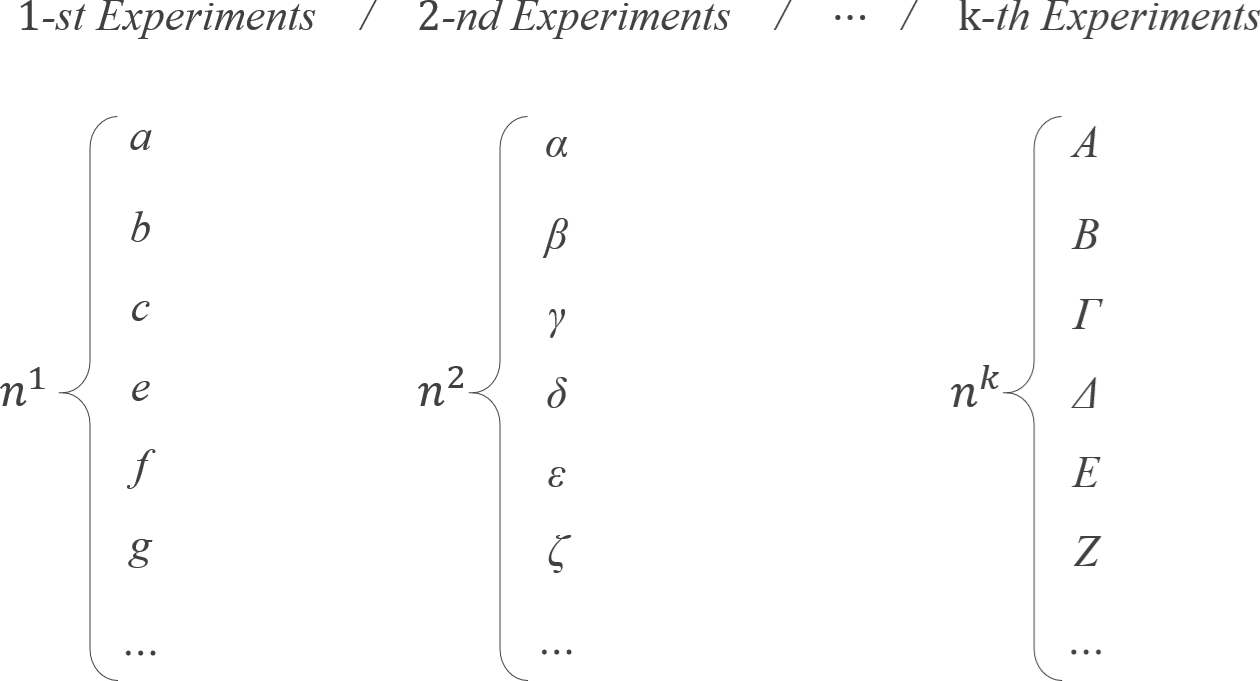 1-st Experiments / 2-nd Experiments / ⋯ / k-th Experiments
a α A
b β B
c γ Γ
n¹ e n² δ nᵏ Δ
f ε E
g ζ Z
… … …